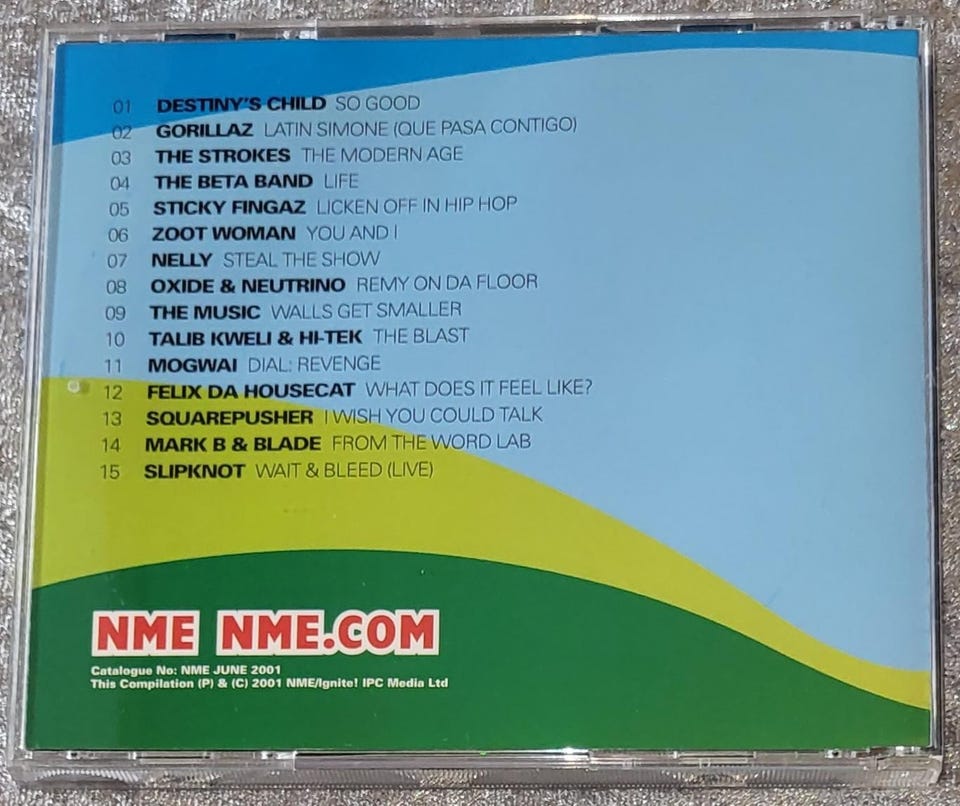 01 DESTINY'S CHILD SO GOOD
02 GORILLAZ LATIN SIMONE (QUE PASA CONTIGO)
03 THE STROKES THE MODERN AGE
04 THE BETA BAND LIFE
05 STICKY FINGAZ LICKEN OFF IN HIP HOP
06 ZOOT WOMAN YOU AND I
07 NELLY STEAL THE SHOW
08 OXIDE & NEUTRINO REMY ON DA FLOOR
09 THE MUSIC WALLS GET SMALLER
10 TALIB KWELI & HI-TEK THE BLAST
11 MOGWAI DIAL: REVENGE
12 FELIX DA HOUSECAT WHAT DOES IT FEEL LIKE?
13 SQUAREPUSHER I WISH YOU COULD TALK
14 MARK B & BLADE FROM THE WORD LAB
15 SLIPKNOT WAIT & BLEED (LIVE)
NME NME.COM
Catalogue No: NME JUNE 2001
This Compilation (P) & (C) 2001 NME/Ignite! IPC Media Ltd